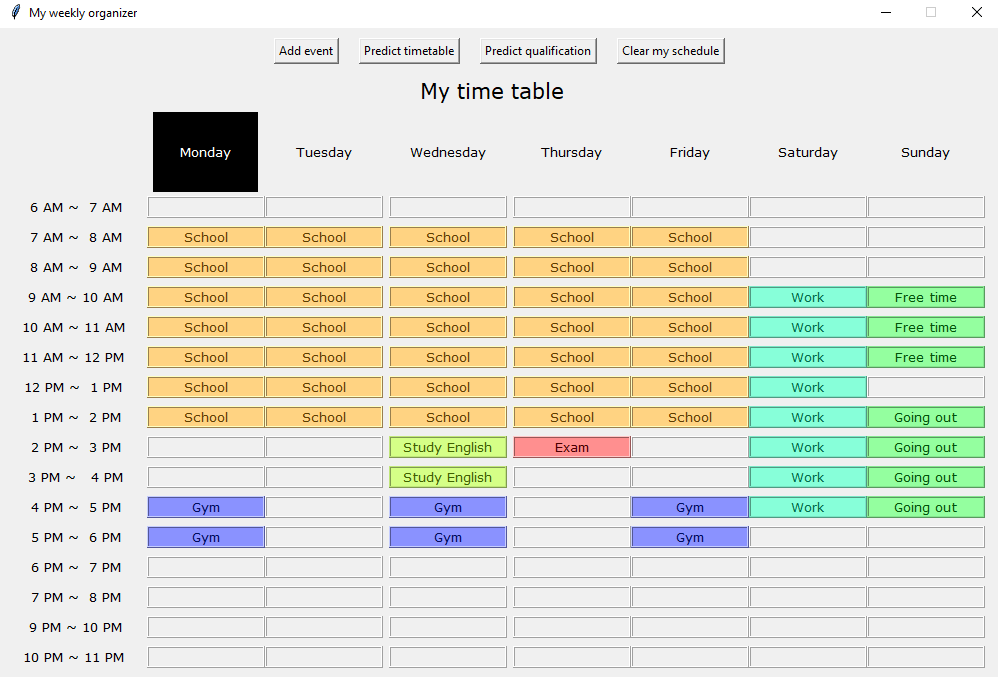 My weekly organizer
Add event Predict timetable Predict qualification Clear my schedule
My time table
Monday Tuesday Wednesday Thursday Friday Saturday Sunday
6 AM ~ 7 AM
7 AM ~ 8 AM School School School School School
8 AM ~ 9 AM School School School School School
9 AM ~ 10 AM School School School School School Work Free time
10 AM ~ 11 AM School School School School School Work Free time
11 AM ~ 12 PM School School School School School Work Free time
12 PM ~ 1 PM School School School School School Work
1 PM ~ 2 PM School School School School School Work Going out
2 PM ~ 3 PM Study English Exam Work Going out
3 PM ~ 4 PM Study English Work Going out
4 PM ~ 5 PM Gym Gym Gym Work Going out
5 PM ~ 6 PM Gym Gym Gym
6 PM ~ 7 PM
7 PM ~ 8 PM
9 PM ~ 10 PM
10 PM ~ 11 PM